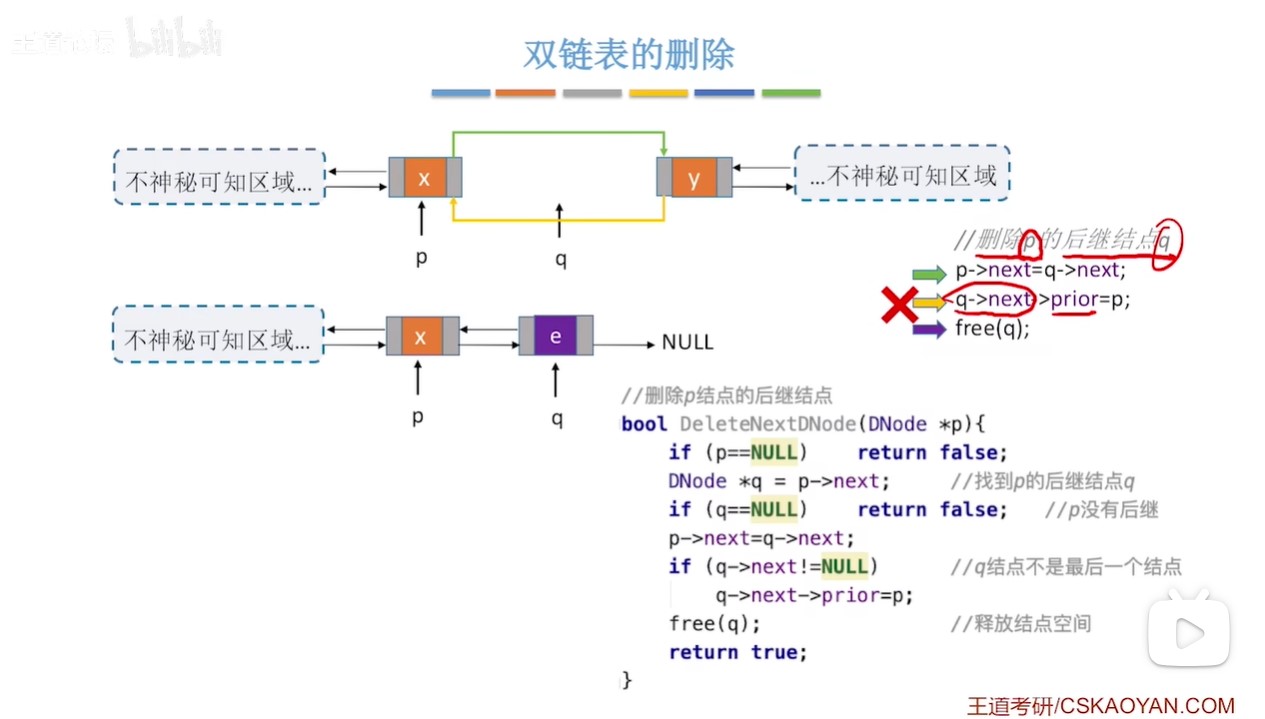 王道论坛 bilibili
双链表的删除
不神秘可知区域...
x
y
...不神秘可知区域
p
q
//删除p的后继结点q
p->next=q->next;
q->next->prior=p;
free(q);
不神秘可知区域...
x
e
NULL
p
q
//删除p结点的后继结点
bool DeleteNextDNode(DNode *p){
if (p==NULL) return false;
DNode *q = p->next; //找到p的后继结点q
if (q==NULL) return false; //p没有后继
p->next=q->next;
if (q->next!=NULL) //q结点不是最后一个结点
q->next->prior=p;
free(q); //释放结点空间
return true;
}
王道考研/CSKAOYAN.COM